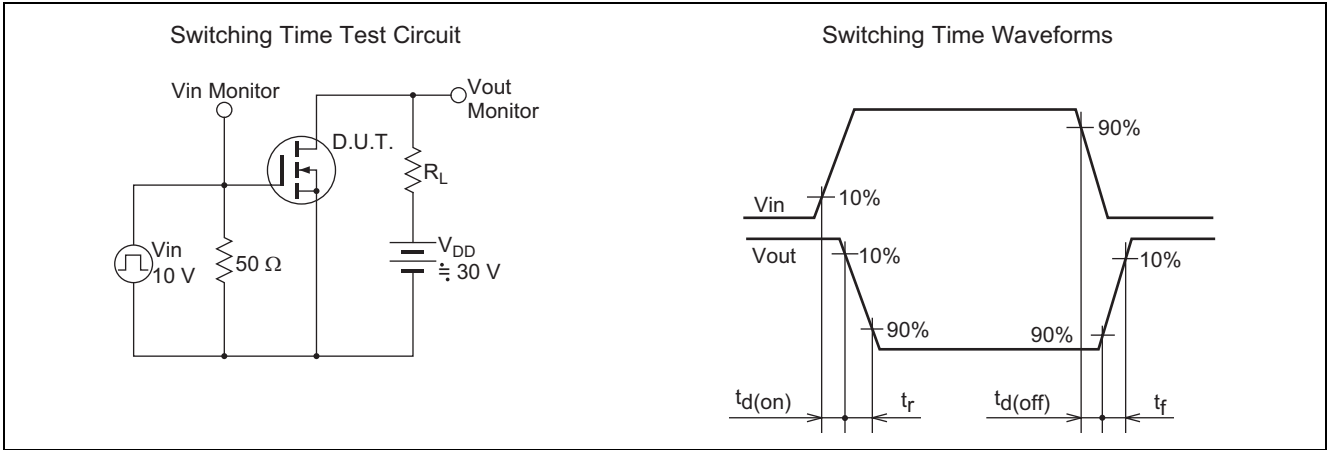 Switching Time Test Circuit
Vin Monitor
Vout
Monitor
D.U.T.
RL
Vin
10 V
50 Ω
VDD
≒ 30 V
Switching Time Waveforms
Vin
10%
90%
Vout
10%
90%
90%
10%
td(on)
tr
td(off)
tf